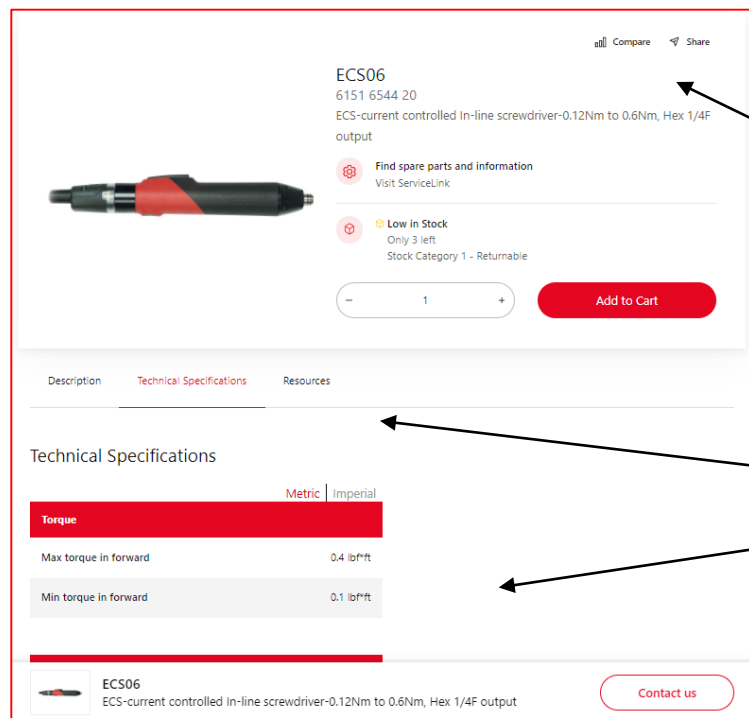 Compare Share
ECS06
6151 6544 20
ECS-current controlled In-line screwdriver-0.12Nm to 0.6Nm, Hex 1/4F
output
Find spare parts and information
Visit ServiceLink
Low in Stock
Only 3 left
Stock Category 1 - Returnable
− 1 + Add to Cart
Description Technical Specifications Resources
Technical Specifications
Metric | Imperial
Torque
Max torque in forward 0.4 lbf*ft
Min torque in forward 0.1 lbf*ft
ECS06
ECS-current controlled In-line screwdriver-0.12Nm to 0.6Nm, Hex 1/4F output
Contact us